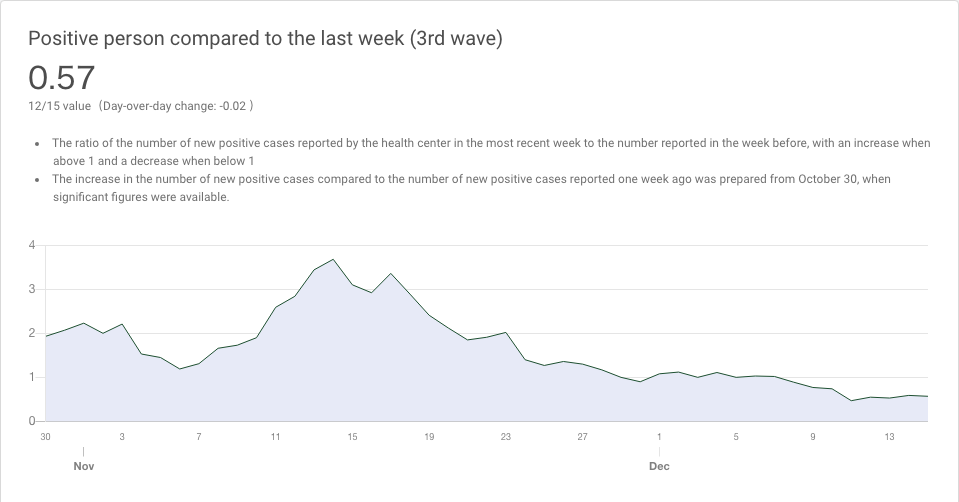 Positive person compared to the last week (3rd wave)
0.57
12/15 value （Day-over-day change: -0.02 ）
• The ratio of the number of new positive cases reported by the health center in the most recent week to the number reported in the week before, with an increase when
above 1 and a decrease when below 1
• The increase in the number of new positive cases compared to the number of new positive cases reported one week ago was prepared from October 30, when
significant figures were available.
4
3
2
1
0
30 3 7 11 15 19 23 27 1 5 9 13
Nov Dec